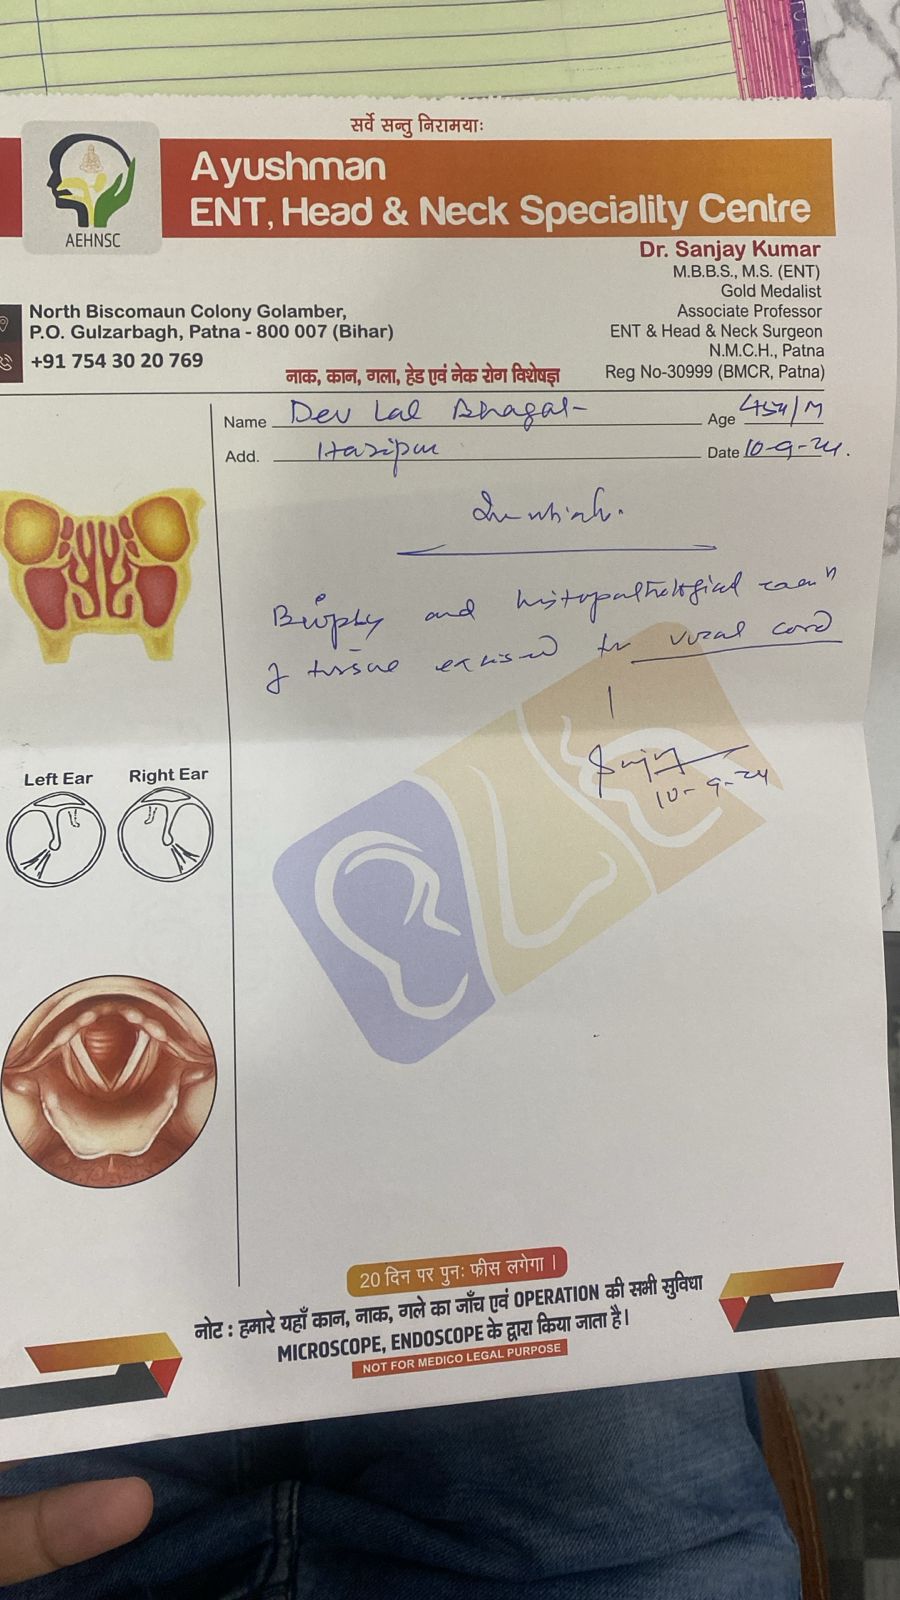 सर्वे सन्तु निरामयाः
Ayushman
ENT, Head & Neck Speciality Centre
AEHNSC
Dr. Sanjay Kumar
M.B.B.S., M.S. (ENT)
Gold Medalist
Associate Professor
ENT & Head & Neck Surgeon
N.M.C.H., Patna
Reg No-30999 (BMCR, Patna)
North Biscomaun Colony Golamber,
P.O. Gulzarbagh, Patna - 800 007 (Bihar)
+91 754 30 20 769
नाक, कान, गला, हेड एवं नेक रोग विशेषज्ञ
Name Dev Lal Bhagat Age 45y/M
Add. Hazipur Date 10-9-24.
Biopsy and histopathological examn
of tissue excised fr vocal cord
10-9-24
Left Ear Right Ear
20 दिन पर पुनः फीस लगेगा।
नोट : हमारे यहाँ कान, नाक, गले का जाँच एवं OPERATION की सभी सुविधा
MICROSCOPE, ENDOSCOPE के द्वारा किया जाता है।
NOT FOR MEDICO LEGAL PURPOSE